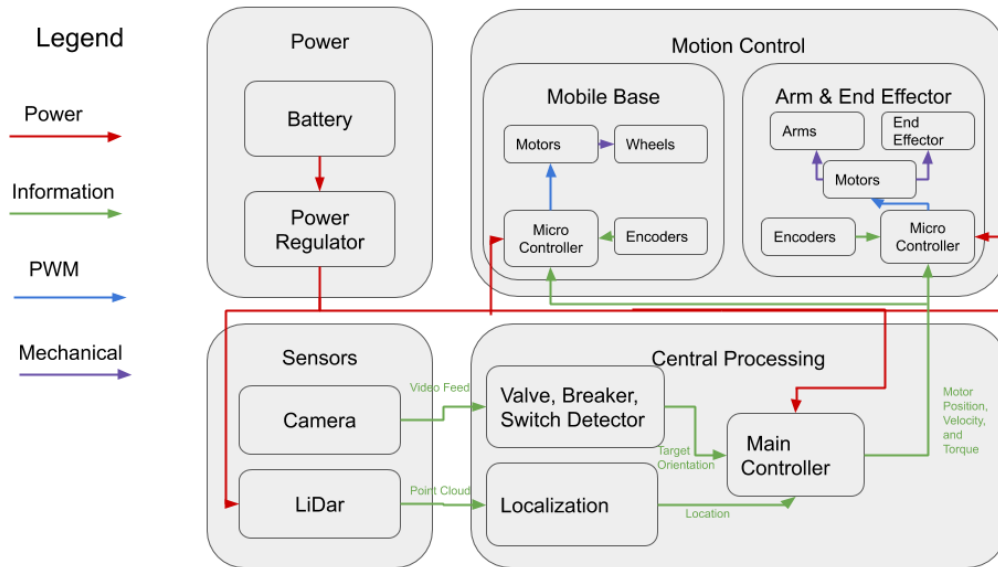 Legend
Power
Information
PWM
Mechanical
Power
Battery
Power
Regulator
Motion Control
Mobile Base
Motors
Wheels
Micro
Controller
Encoders
Arm & End Effector
Arms
End
Effector
Motors
Encoders
Micro
Controller
Sensors
Camera
LiDar
Video Feed
Point Cloud
Central Processing
Valve, Breaker,
Switch Detector
Localization
Target
Orientation
Location
Main
Controller
Motor
Position,
Velocity,
and
Torque